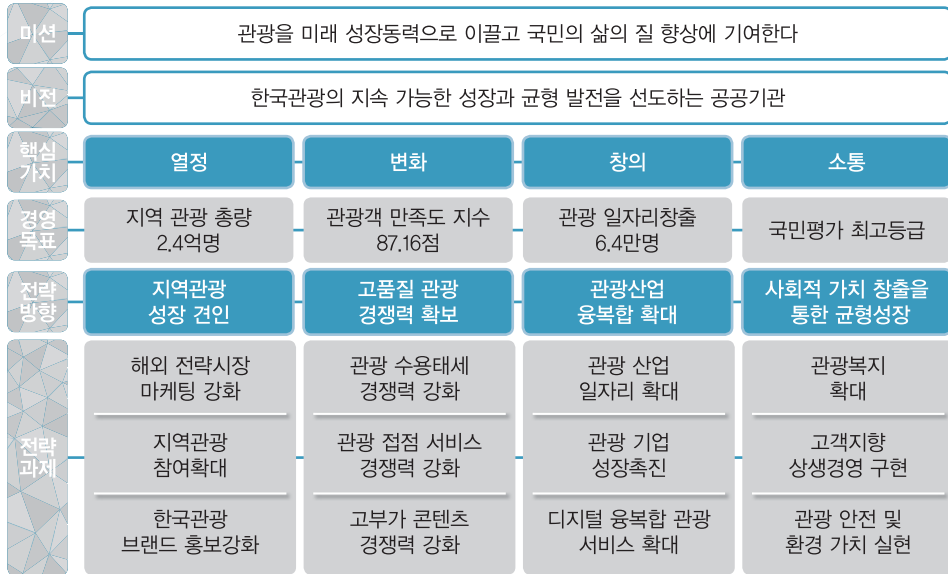 미션
관광을 미래 성장동력으로 이끌고 국민의 삶의 질 향상에 기여한다
비전
한국관광의 지속 가능한 성장과 균형 발전을 선도하는 공공기관
핵심
가치
열정
변화
창의
소통
경영
목표
지역 관광 총량
2.4억명
관광객 만족도 지수
87.16점
관광 일자리창출
6.4만명
국민평가 최고등급
전략
방향
지역관광
성장 견인
고품질 관광
경쟁력 확보
관광산업
융복합 확대
사회적 가치 창출을
통한 균형성장
전략
과제
해외 전략시장
마케팅 강화
관광 수용태세
경쟁력 강화
관광 산업
일자리 확대
관광복지
확대
지역관광
참여확대
관광 접점 서비스
경쟁력 강화
관광 기업
성장촉진
고객지향
상생경영 구현
한국관광
브랜드 홍보강화
고부가 콘텐츠
경쟁력 강화
디지털 융복합 관광
서비스 확대
관광 안전 및
환경 가치 실현